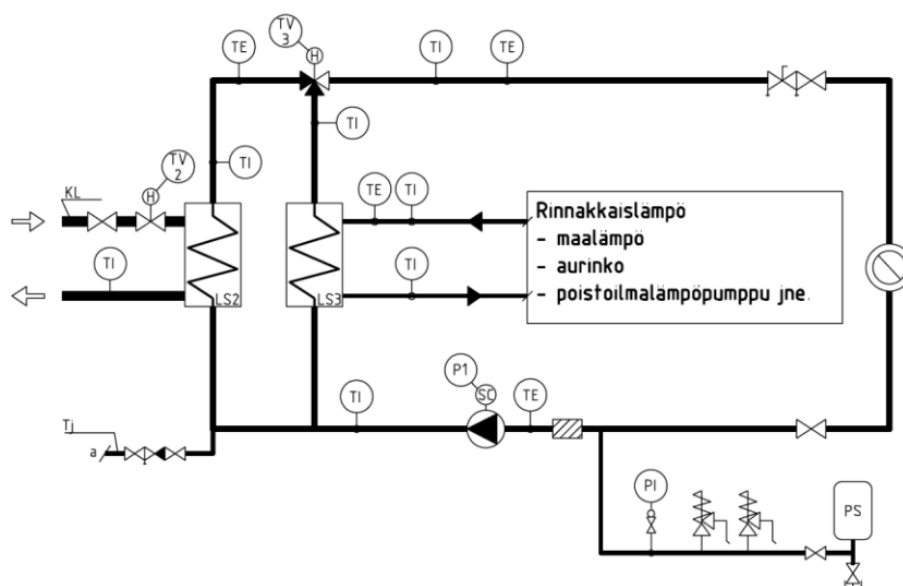 TV
3
H
TE
TI
TE
TI
TV
2
H
TI
KL
TE
TI
Rinnakkaislämpö
- maalämpö
- aurinko
- poistoilmalämpöpumppu jne.
TI
TI
LS2
LS3
P1
SC
TI
TE
Tj
a
PI
PS